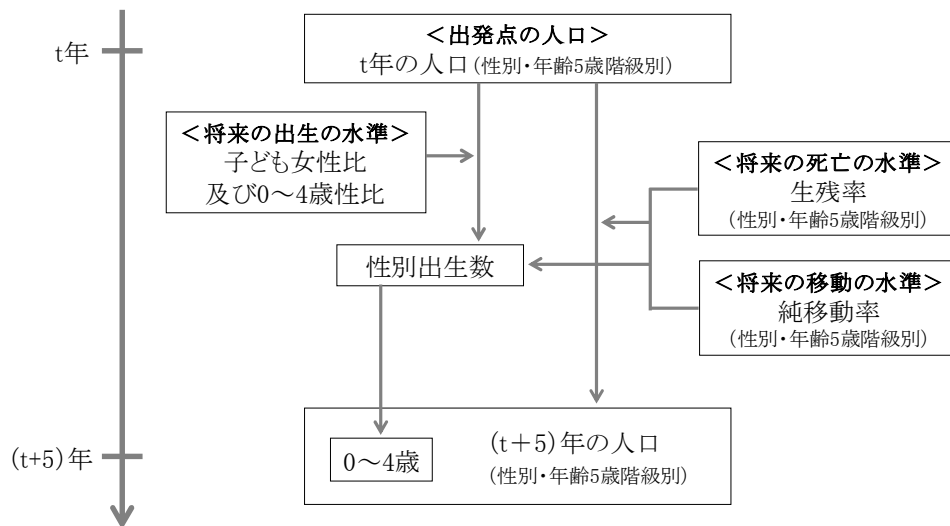 t年
＜出発点の人口＞
t年の人口(性別・年齢5歳階級別)
＜将来の出生の水準＞
子ども女性比
及び0～4歳性比
＜将来の死亡の水準＞
生残率
(性別・年齢5歳階級別)
性別出生数
＜将来の移動の水準＞
純移動率
(性別・年齢5歳階級別)
(t+5)年
0～4歳
(t＋5)年の人口
(性別・年齢5歳階級別)